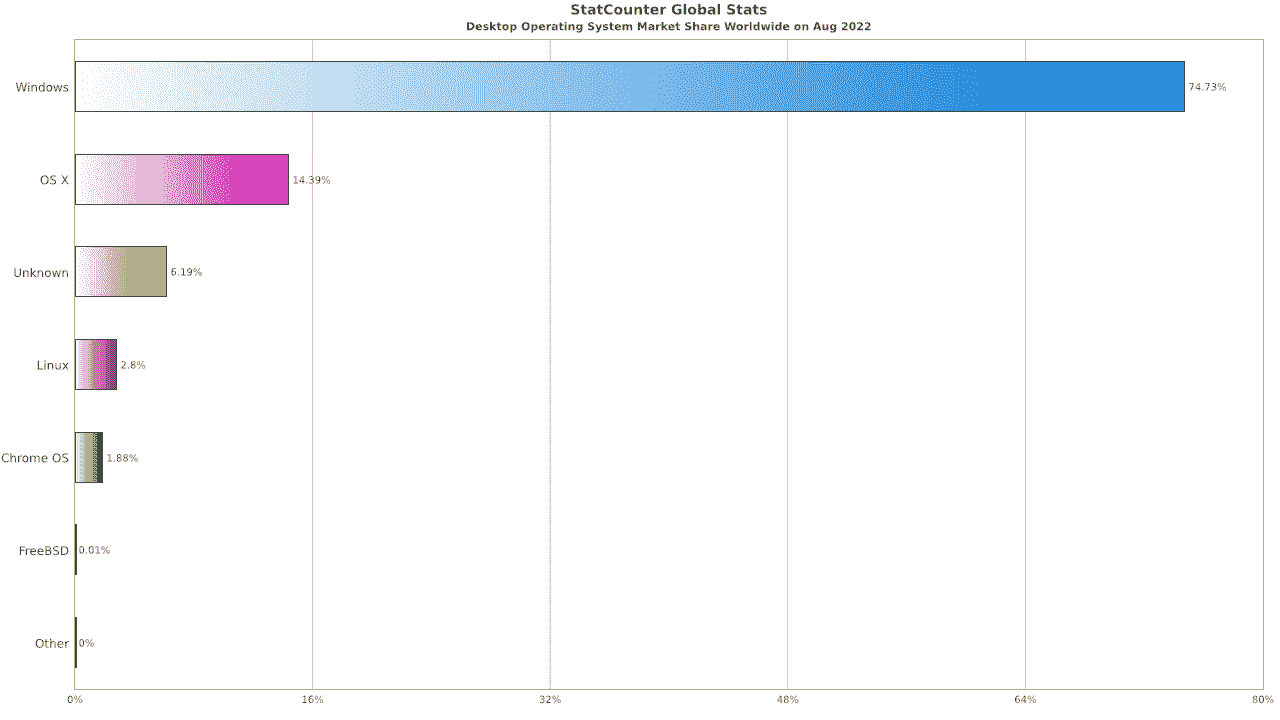 StatCounter Global Stats
Desktop Operating System Market Share Worldwide on Aug 2022
Windows 74.73%
OS X 14.39%
Unknown 6.19%
Linux 2.8%
Chrome OS 1.88%
FreeBSD 0.01%
Other 0%
0% 16% 32% 48% 64% 80%